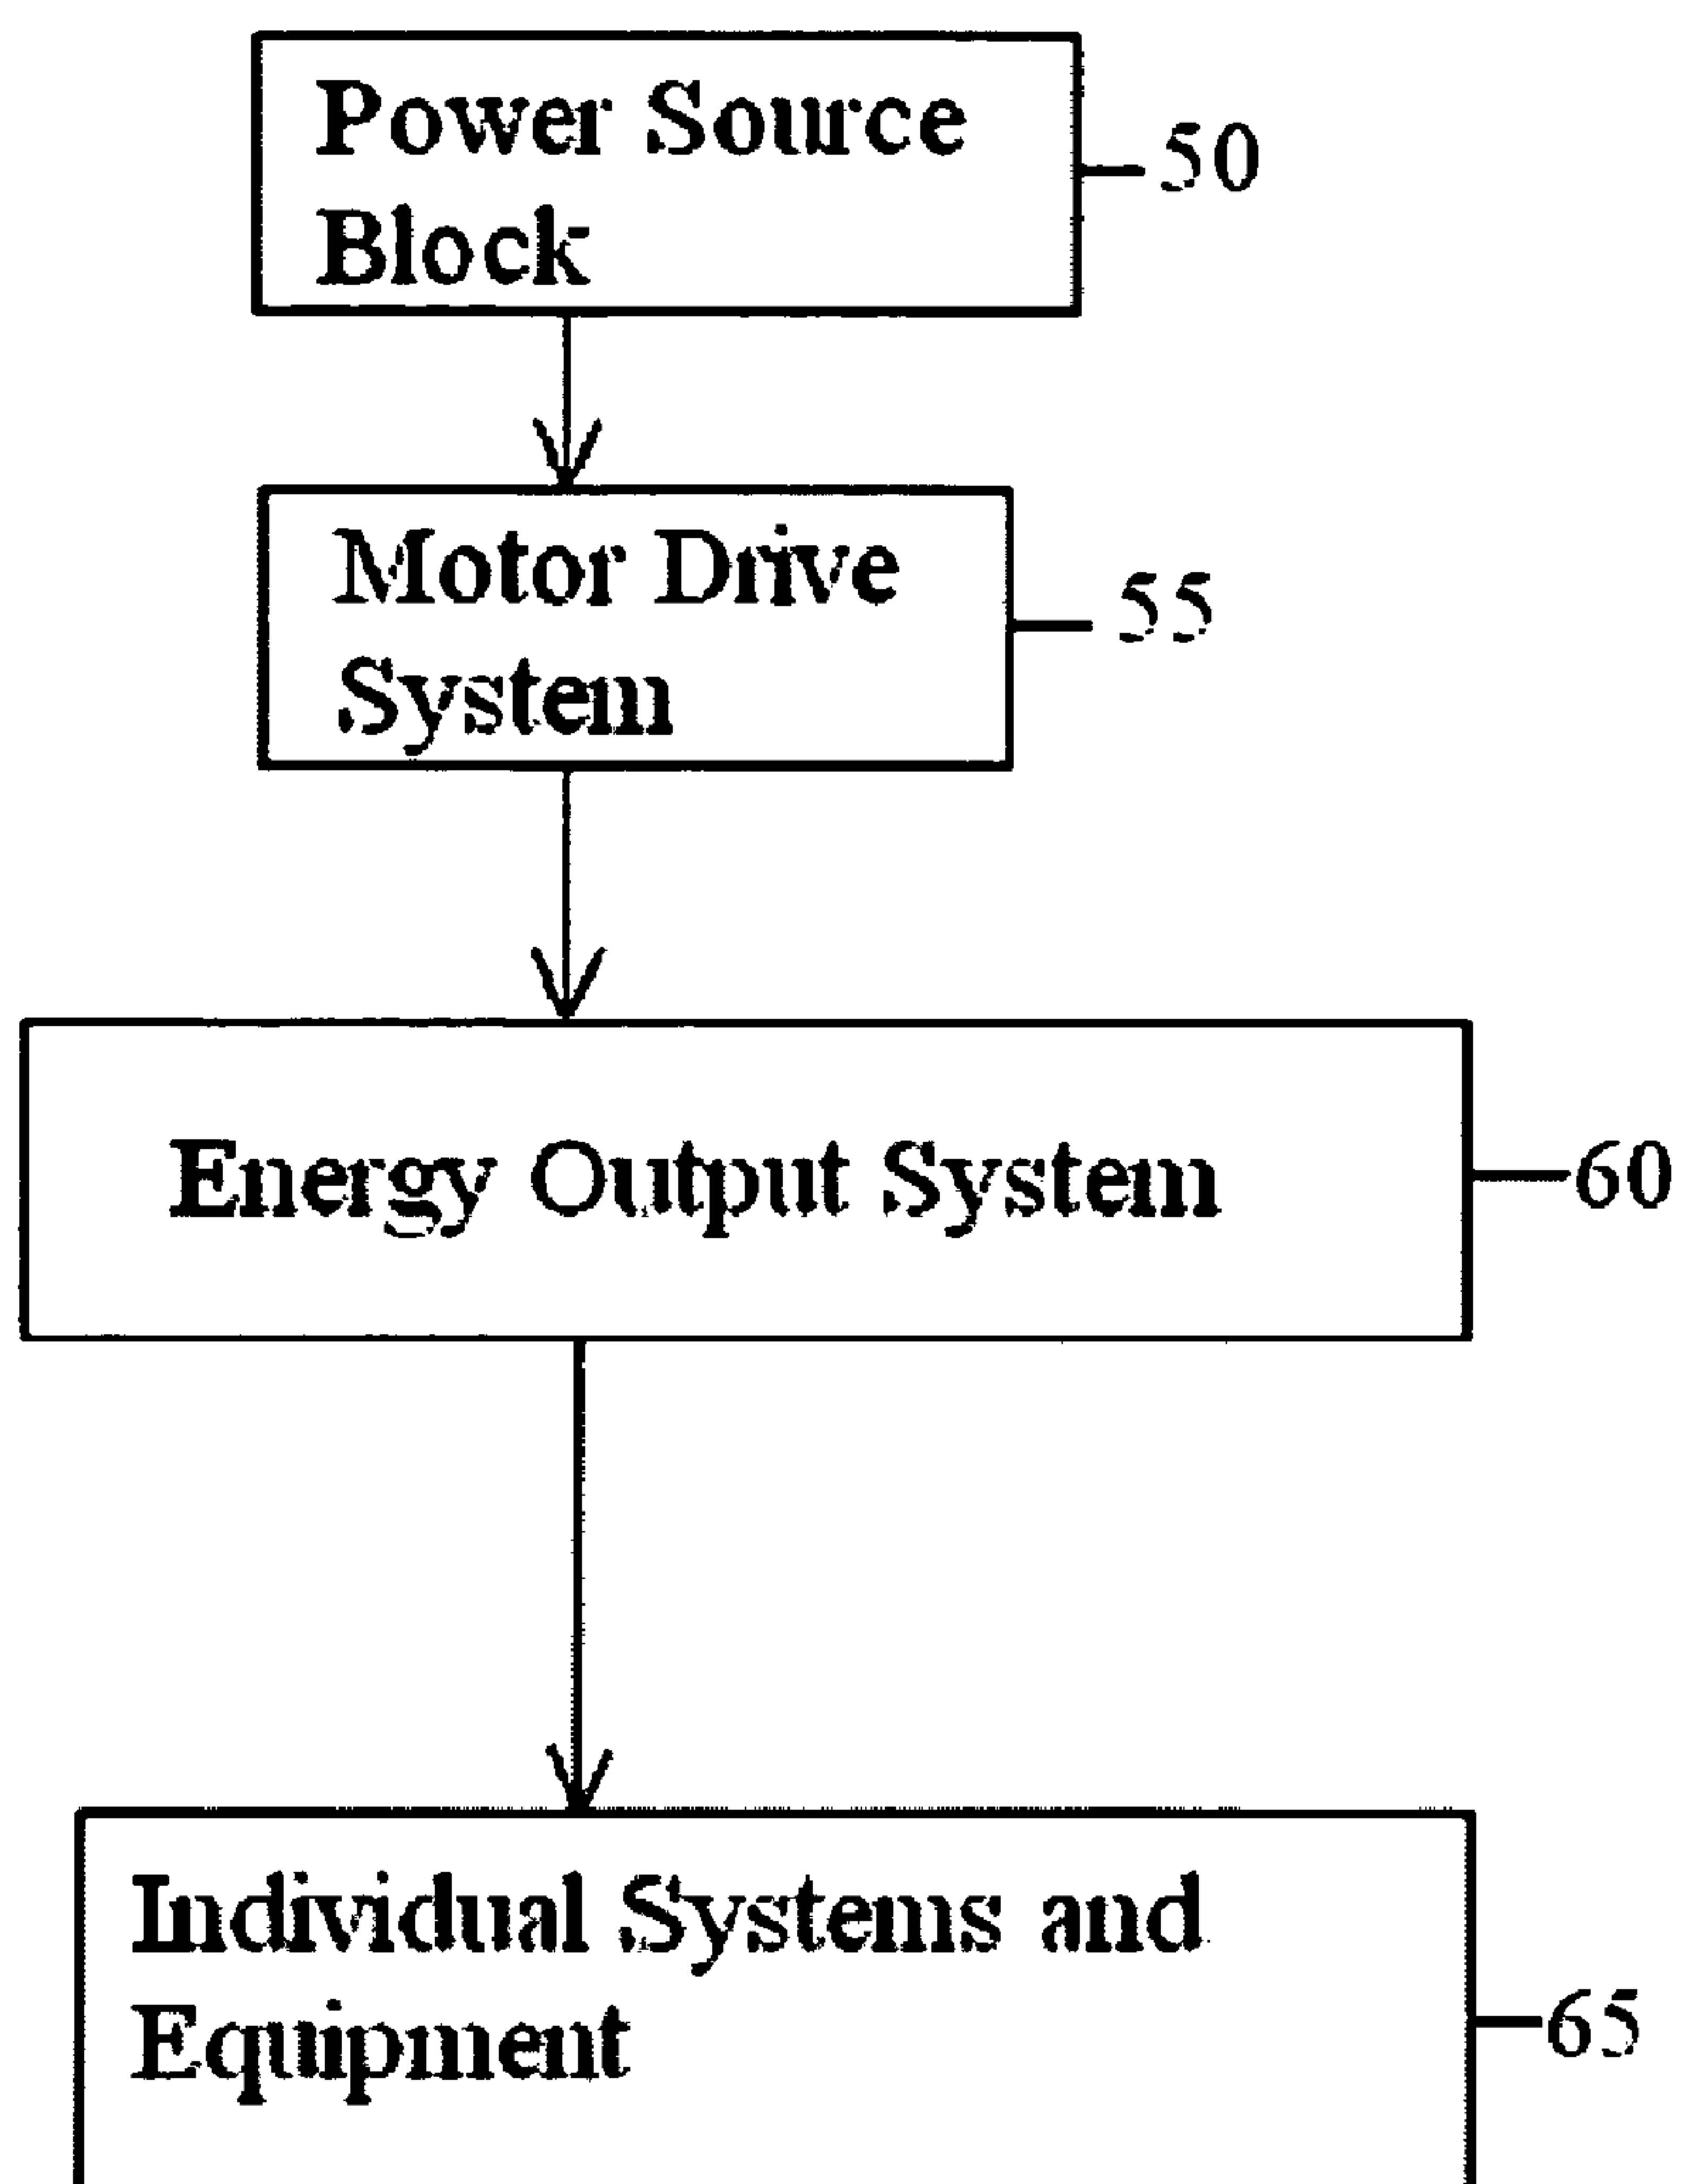 Power Source
Block
50
Motor Drive
System
55
Energy Output System
60
Individual Systems and
Equipment
65